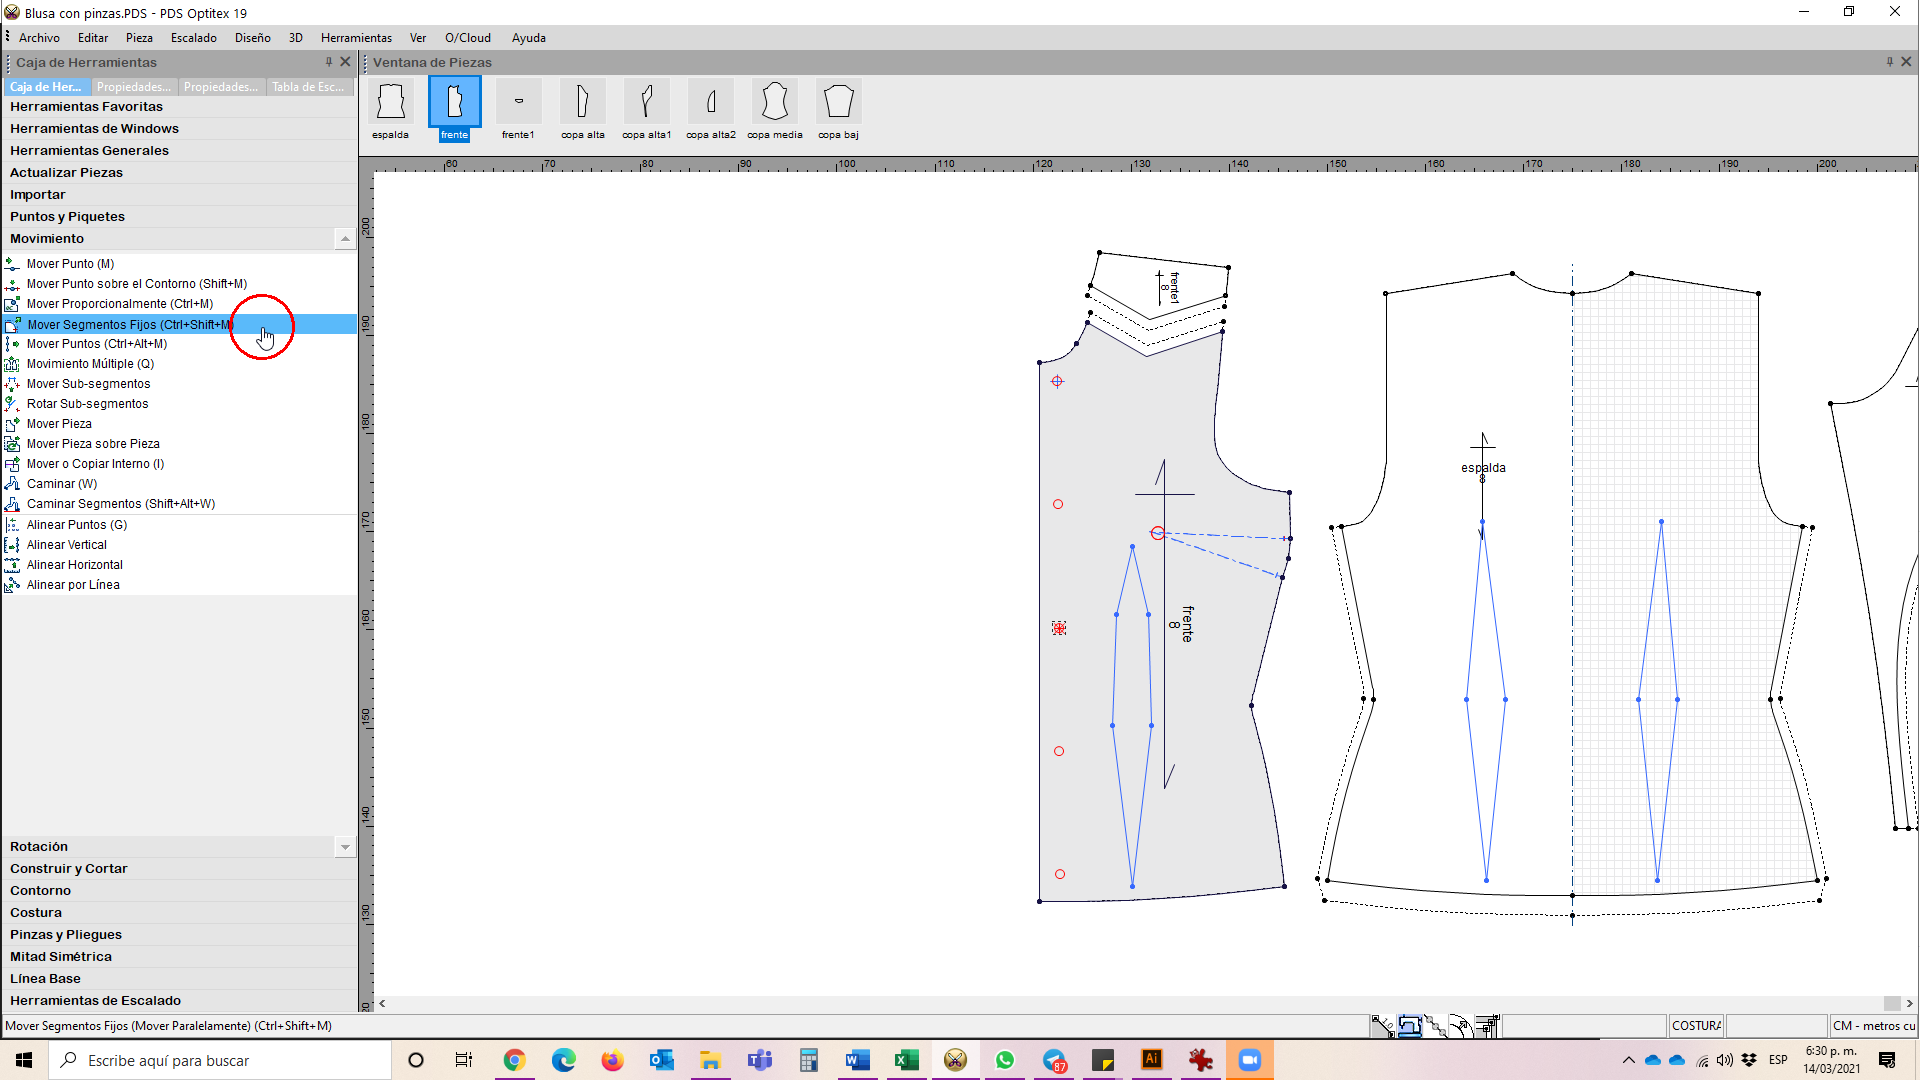 Blusa con pinzas.PDS - PDS Optitex 19
Archivo Editar Pieza Escalado Diseño 3D Herramientas Ver O/Cloud Ayuda
Caja de Herramientas
Ventana de Piezas
Caja de Her... Propiedades... Propiedades... Tabla de Esc...
Herramientas Favoritas
Herramientas de Windows
Herramientas Generales
Actualizar Piezas
Importar
Puntos y Piquetes
Movimiento
Mover Punto (M)
Mover Punto sobre el Contorno (Shift+M)
Mover Proporcionalmente (Ctrl+M)
Mover Segmentos Fijos (Ctrl+Shift+M)
Mover Puntos (Ctrl+Alt+M)
Movimiento Múltiple (Q)
Mover Sub-segmentos
Rotar Sub-segmentos
Mover Pieza
Mover Pieza sobre Pieza
Mover o Copiar Interno (I)
Caminar (W)
Caminar Segmentos (Shift+Alt+W)
Alinear Puntos (G)
Alinear Vertical
Alinear Horizontal
Alinear por Línea
Rotación
Construir y Cortar
Contorno
Costura
Pinzas y Pliegues
Mitad Simétrica
Línea Base
Herramientas de Escalado
espalda frente frente1 copa alta copa alta1 copa alta2 copa media copa baj
60 70 80 90 100 110 120 130 140 150 160 170 180 190 200
200
190
180
170
160
150
140
130
20
frente1
8
frente
8
espalda
8
Mover Segmentos Fijos (Mover Paralelamente) (Ctrl+Shift+M)
COSTURA
CM - metros cu
Escribe aquí para buscar
87
ESP
6:30 p. m.
14/03/2021